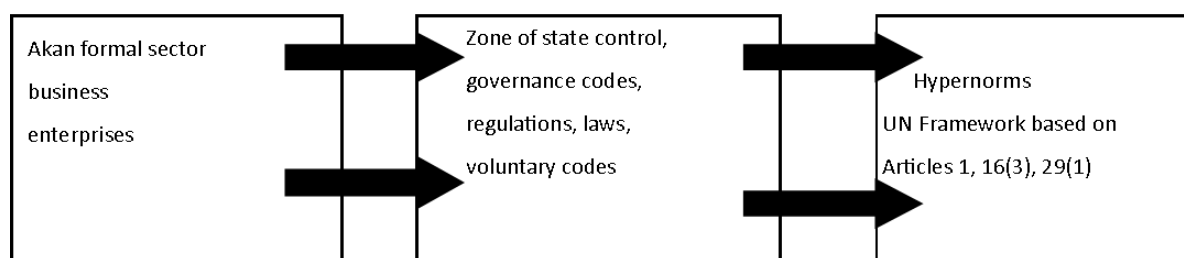 Akan formal sector
business
enterprises
Zone of state control,
governance codes,
regulations, laws,
voluntary codes
Hypernorms
UN Framework based on
Articles 1, 16(3), 29(1)